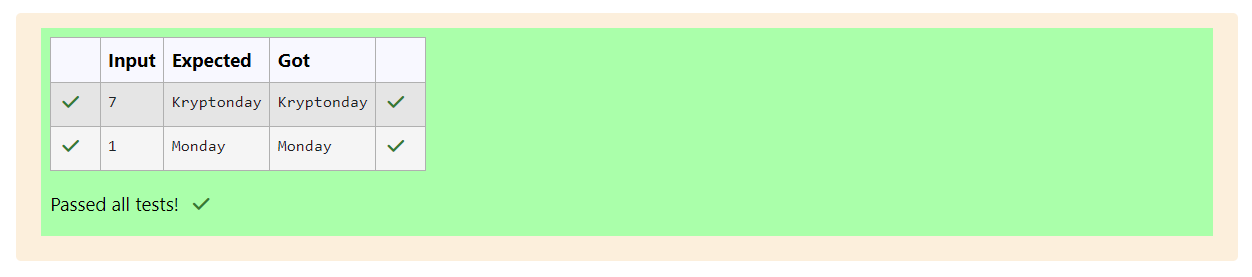 Input Expected Got
7 Kryptonday Kryptonday
1 Monday Monday
Passed all tests!